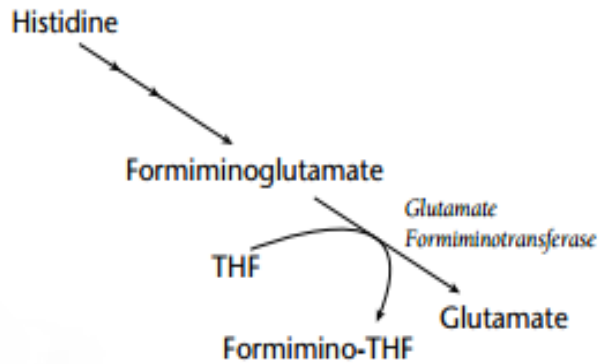 Histidine
Formiminoglutamate
Glutamate
Formiminotransferase
THF
Glutamate
Formimino-THF